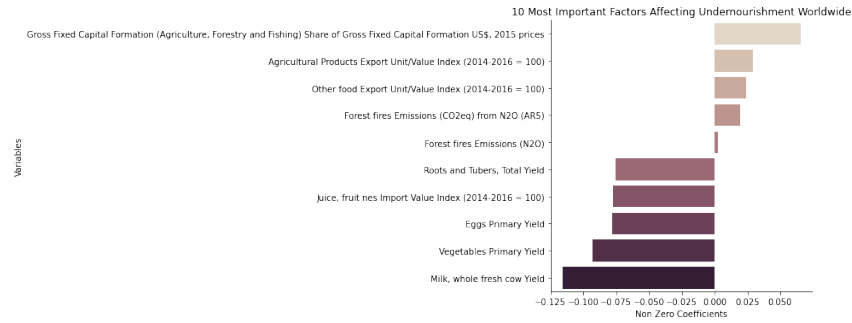 10 Most Important Factors Affecting Undernourishment Worldwide
Gross Fixed Capital Formation (Agriculture, Forestry and Fishing) Share of Gross Fixed Capital Formation US$, 2015 prices
Agricultural Products Export Unit/Value Index (2014-2016 = 100)
Other food Export Unit/Value Index (2014-2016 = 100)
Forest fires Emissions (CO2eq) from N2O (AR5)
Forest fires Emissions (N2O)
Variables
Roots and Tubers, Total Yield
Juice, fruit nes Import Value Index (2014-2016 = 100)
Eggs Primary Yield
Vegetables Primary Yield
Milk, whole fresh cow Yield
−0.125 −0.100 −0.075 −0.050 −0.025 0.000 0.025 0.050
Non Zero Coefficients